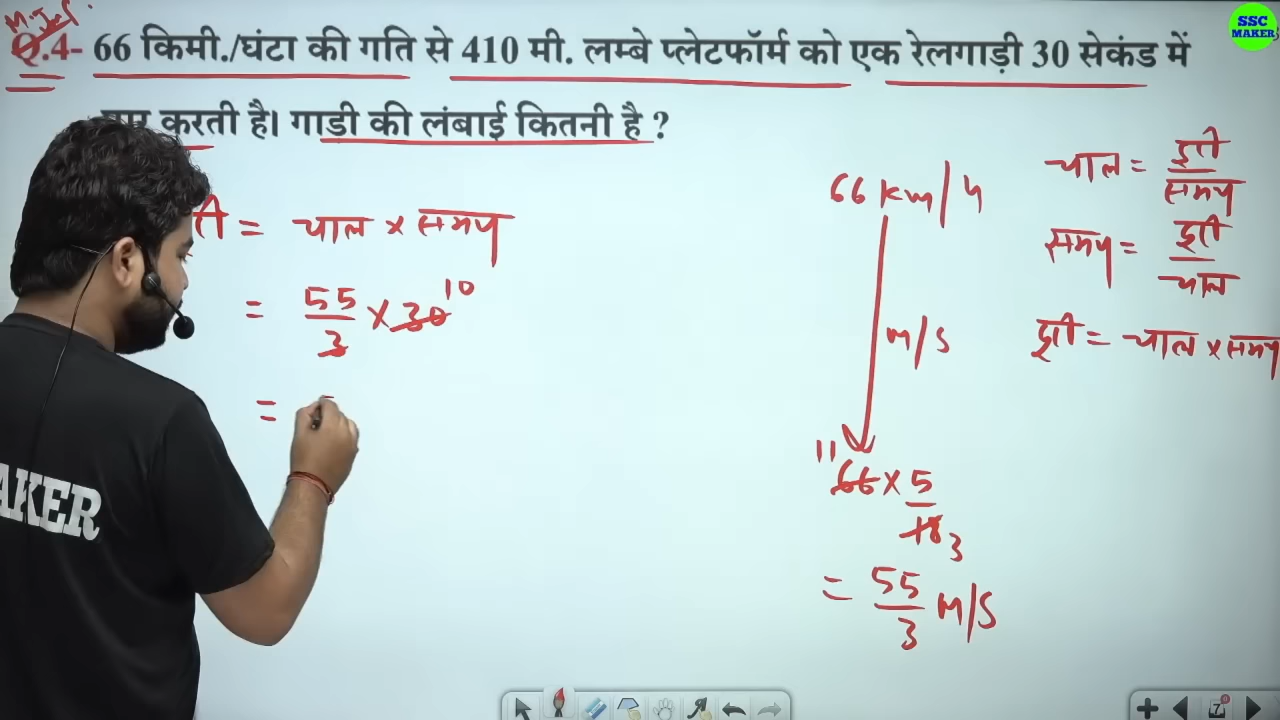 SSC
MAKER
Q.4- 66 किमी./घंटा की गति से 410 मी. लम्बे प्लेटफॉर्म को एक रेलगाड़ी 30 सेकंड में
करती है। गाडी की लंबाई कितनी है ?
= चाल × समय
= 55/3 × 30 10
=
66 km/h
m/s
11
66 × 5/18 3
= 55/3 m/s
चाल = दूरी/समय
समय = दूरी/चाल
दूरी = चाल × समय
AKER